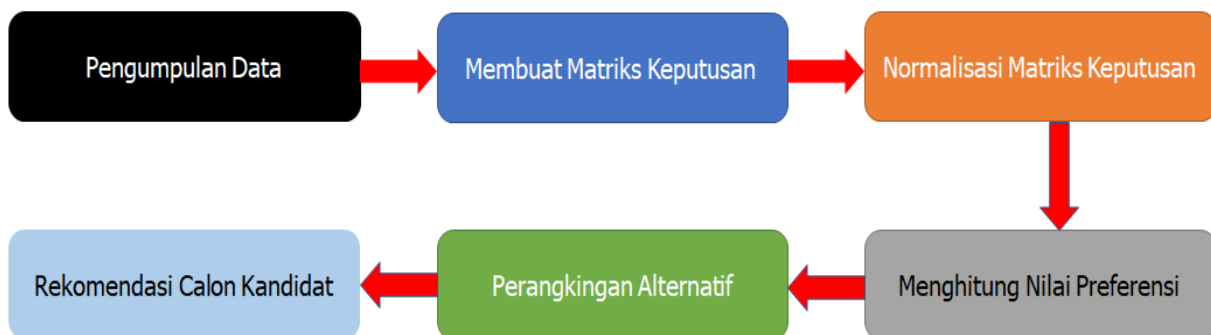 Pengumpulan Data
Membuat Matriks Keputusan
Normalisasi Matriks Keputusan
Menghitung Nilai Preferensi
Perangkingan Alternatif
Rekomendasi Calon Kandidat